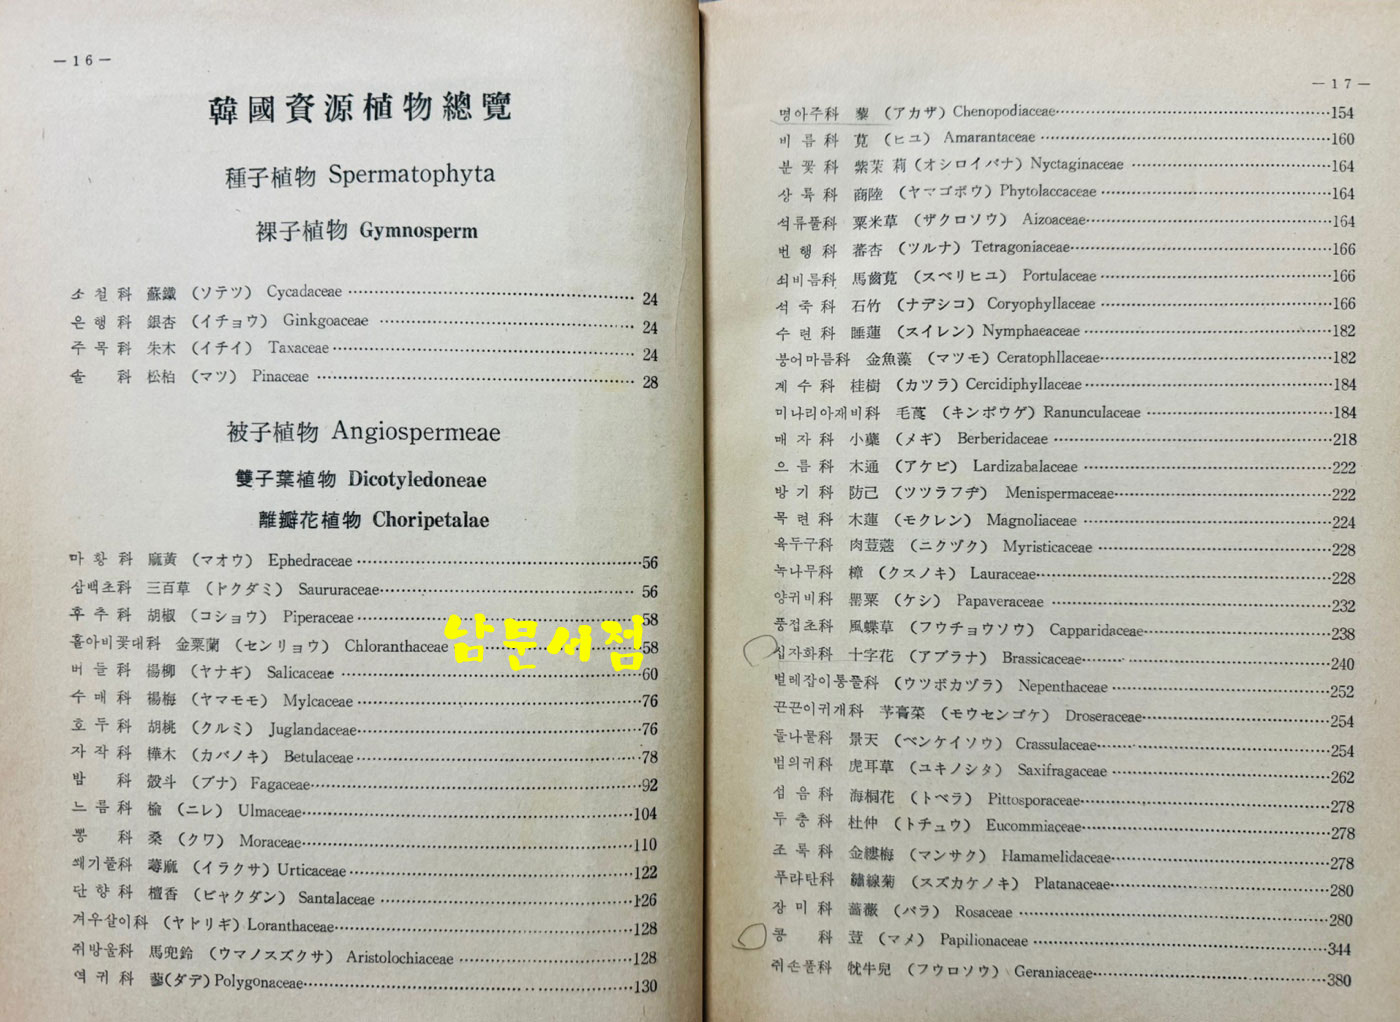 —16—
韓國資源植物總覽
種子植物 Spermatophyta
裸子植物 Gymnosperm
소철科 蘇鐵 (ソテツ) Cycadaceae 24
은행科 銀杏 (イチョウ) Ginkgoaceae 24
주목科 朱木 (イチイ) Taxaceae 24
솔科 松柏 (マツ) Pinaceae 28
被子植物 Angiospermeae
雙子葉植物 Dicotyledoneae
離瓣花植物 Choripetalae
마황科 麻黃 (マオウ) Ephedraceae 56
삼백초科 三百草 (ドクダミ) Saururaceae 56
후추科 胡椒 (コショウ) Piperaceae 58
홀아비꽃대科 金粟蘭 (センリョウ) Chloranthaceae 58
남문서점
버들科 楊柳 (ヤナギ) Salicaceae 60
수매科 楊梅 (ヤマモモ) Mylcaceae 76
호두科 胡桃 (クルミ) Juglandaceae 76
자작科 樺木 (カバノキ) Betulaceae 78
밤科 殼斗 (ブナ) Fagaceae 92
느릅科 楡 (ニレ) Ulmaceae 104
뽕科 桑 (クワ) Moraceae 110
쐐기풀科 蕁麻 (イラクサ) Urticaceae 122
단향科 檀香 (ビャクダン) Santalaceae 126
겨우살이科 (ヤドリギ) Loranthaceae 128
쥐방울科 馬兜鈴 (ウマノスズクサ) Aristolochiaceae 128
역귀科 蓼 (ダデ) Polygonaceae 130
—17—
명아주科 藜 (アカザ) Chenopodiaceae 154
비름科 莧 (ヒユ) Amarantaceae 160
분꽃科 紫茉莉 (オシロイバナ) Nyctaginaceae 164
상륙科 商陸 (ヤマゴボウ) Phytolaccaceae 164
석류풀科 粟米草 (ザクロソウ) Aizoaceae 164
번행科 蕃杏 (ツルナ) Tetragoniaceae 166
쇠비름科 馬齒莧 (スベリヒユ) Portulaceae 166
석죽科 石竹 (ナデシコ) Coryophyllaceae 166
수련科 睡蓮 (スイレン) Nymphaeaceae 182
붕어마름科 金魚藻 (マツモ) Ceratophllaceae 182
계수科 桂樹 (カツラ) Cercidiphyllaceae 184
미나리아재비科 毛茛 (キンポウゲ) Ranunculaceae 184
매자科 小蘗 (メギ) Berberidaceae 218
으름科 木通 (アケビ) Lardizabalaceae 222
방기科 防己 (ツツラフヂ) Menispermaceae 222
목련科 木蓮 (モクレン) Magnoliaceae 224
육두구科 肉荳蔲 (ニクヅク) Myristicaceae 228
녹나무科 樟 (クスノキ) Lauraceae 228
양귀비科 罌粟 (ケシ) Papaveraceae 232
풍접초科 風蝶草 (フウチョウソウ) Capparidaceae 238
십자화科 十字花 (アブラナ) Brassicaceae 240
벌레잡이통풀科 (ウツボカヅラ) Nepenthaceae 252
끈끈이귀개科 茅膏菜 (モウセンゴケ) Droseraceae 254
돌나물科 景天 (ベンケイソウ) Crassulaceae 254
범의귀科 虎耳草 (ユキノシタ) Saxifragaceae 262
섬음科 海桐花 (トベラ) Pittosporaceae 278
두충科 杜仲 (トチュウ) Eucommiaceae 278
조록科 金縷梅 (マンサク) Hamamelidaceae 278
푸라탄科 繡線菊 (スズカケノキ) Platanaceae 280
장미科 薔薇 (バラ) Rosaceae 280
콩科 荳 (マメ) Papilionaceae 344
쥐손풀科 牻牛兒 (フウロソウ) Geraniaceae 380